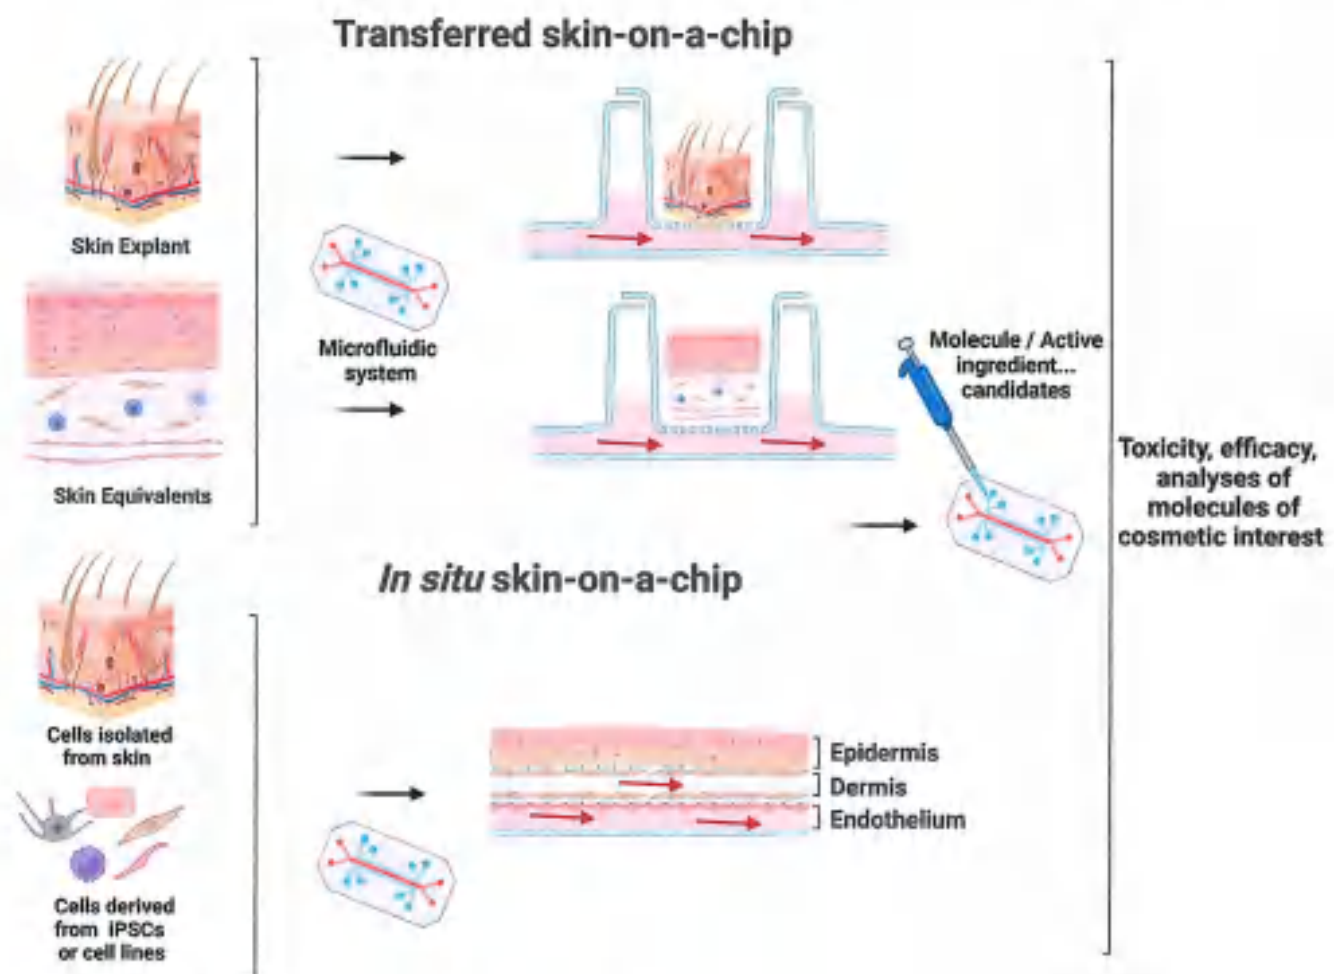 Transferred skin-on-a-chip
Skin Explant
Microfluidic
system
Skin Equivalents
Molecule / Active
ingredient...
candidates
Toxicity, efficacy,
analyses of
molecules of
cosmetic interest
In situ skin-on-a-chip
Cells isolated
from skin
Cells derived
from iPSCs
or cell lines
Epidermis
Dermis
Endothelium